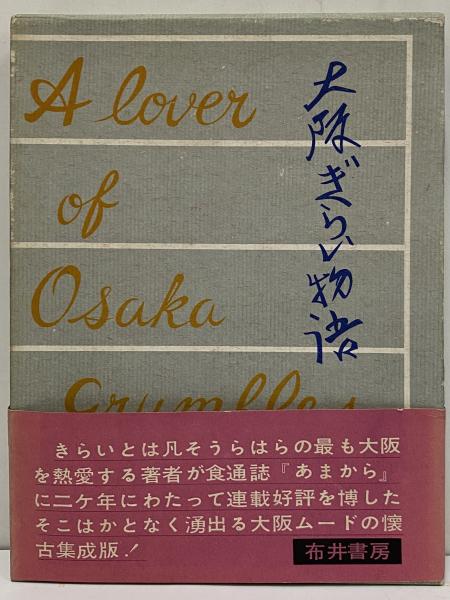 A lover
of
Osaka
grumbles
大阪ぎらい物語
きらいとは凡そうらはらの最も大阪
を熱愛する著者が食通誌『あまから』
に二ケ年にわたって連載好評を博した
そこはかとなく湧出る大阪ムードの懐
古集成版！
布井書房